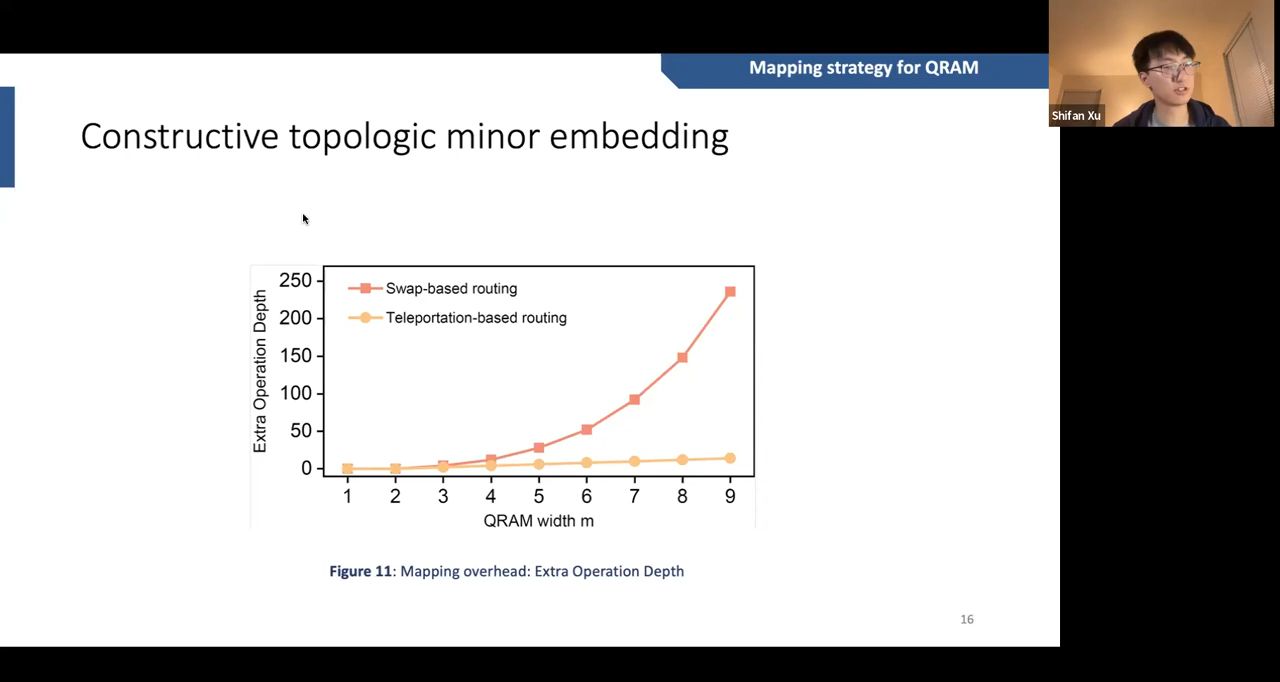 Mapping strategy for QRAM
Shifan Xu
Constructive topologic minor embedding
Extra Operation Depth
250
200
150
100
50
0
Swap-based routing
Teleportation-based routing
1 2 3 4 5 6 7 8 9
QRAM width m
Figure 11: Mapping overhead: Extra Operation Depth
16